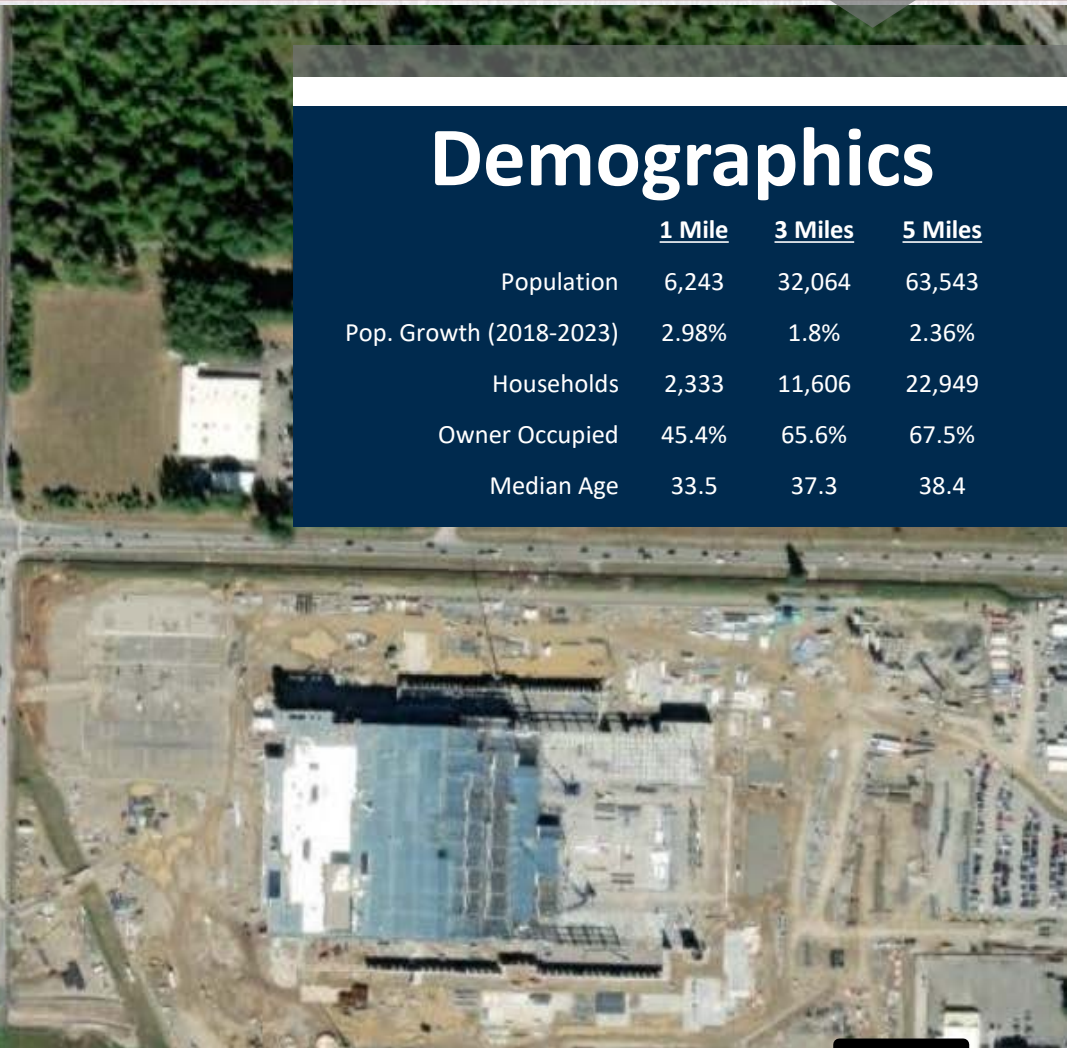 Demographics
1 Mile 3 Miles 5 Miles
Population 6,243 32,064 63,543
Pop. Growth (2018-2023) 2.98% 1.8% 2.36%
Households 2,333 11,606 22,949
Owner Occupied 45.4% 65.6% 67.5%
Median Age 33.5 37.3 38.4